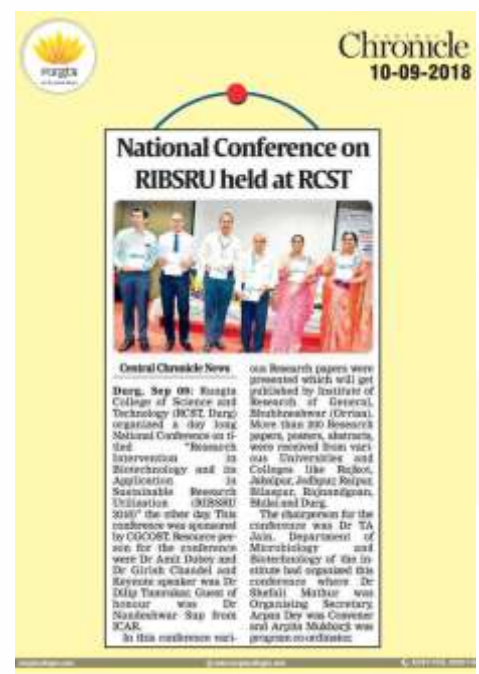 rungta
Chronicle
10-09-2018
National Conference on
RIBSRU held at RCST
Central Chronicle News
Durg, Sep 09: Rungta
College of Science and
Technology (RCST, Durg)
organized a day long
National Conference on ti-
tled "Research
Intervention in
Biotechnology and its
Application in
Sustainable Research
Utilization (RIBSRU
2018)" the other day. This
conference was sponsored
by CGCOST. Resource per-
son for the conference
were Dr Amit Dubey and
Dr Girish Chandel and
Keynote speaker was Dr
Dilip Tamrakar. Guest of
honour was Dr
Nandeshwar Sup from
ICAR.
In this conference vari-
ous Research papers were
presented which will get
published by Institute of
Research of General,
Bhubhneshwar (Orrisa).
More than 200 Research
papers, posters, abstracts,
were received from vari-
ous Universities and
Colleges like Rajkot,
Jabalpur, Jodhpur, Raipur,
Bilaspur, Rajnandgoan,
Bhilai and Durg.
The chairperson for the
conference was Dr TA
Jain. Department of
Microbiology and
Biotechnology of the in-
stitute had organized this
conference where Dr
Shefali Mathur was
Organising Secretary,
Arpan Dey was Convener
and Arpita Mukharji was
program co-ordinator.